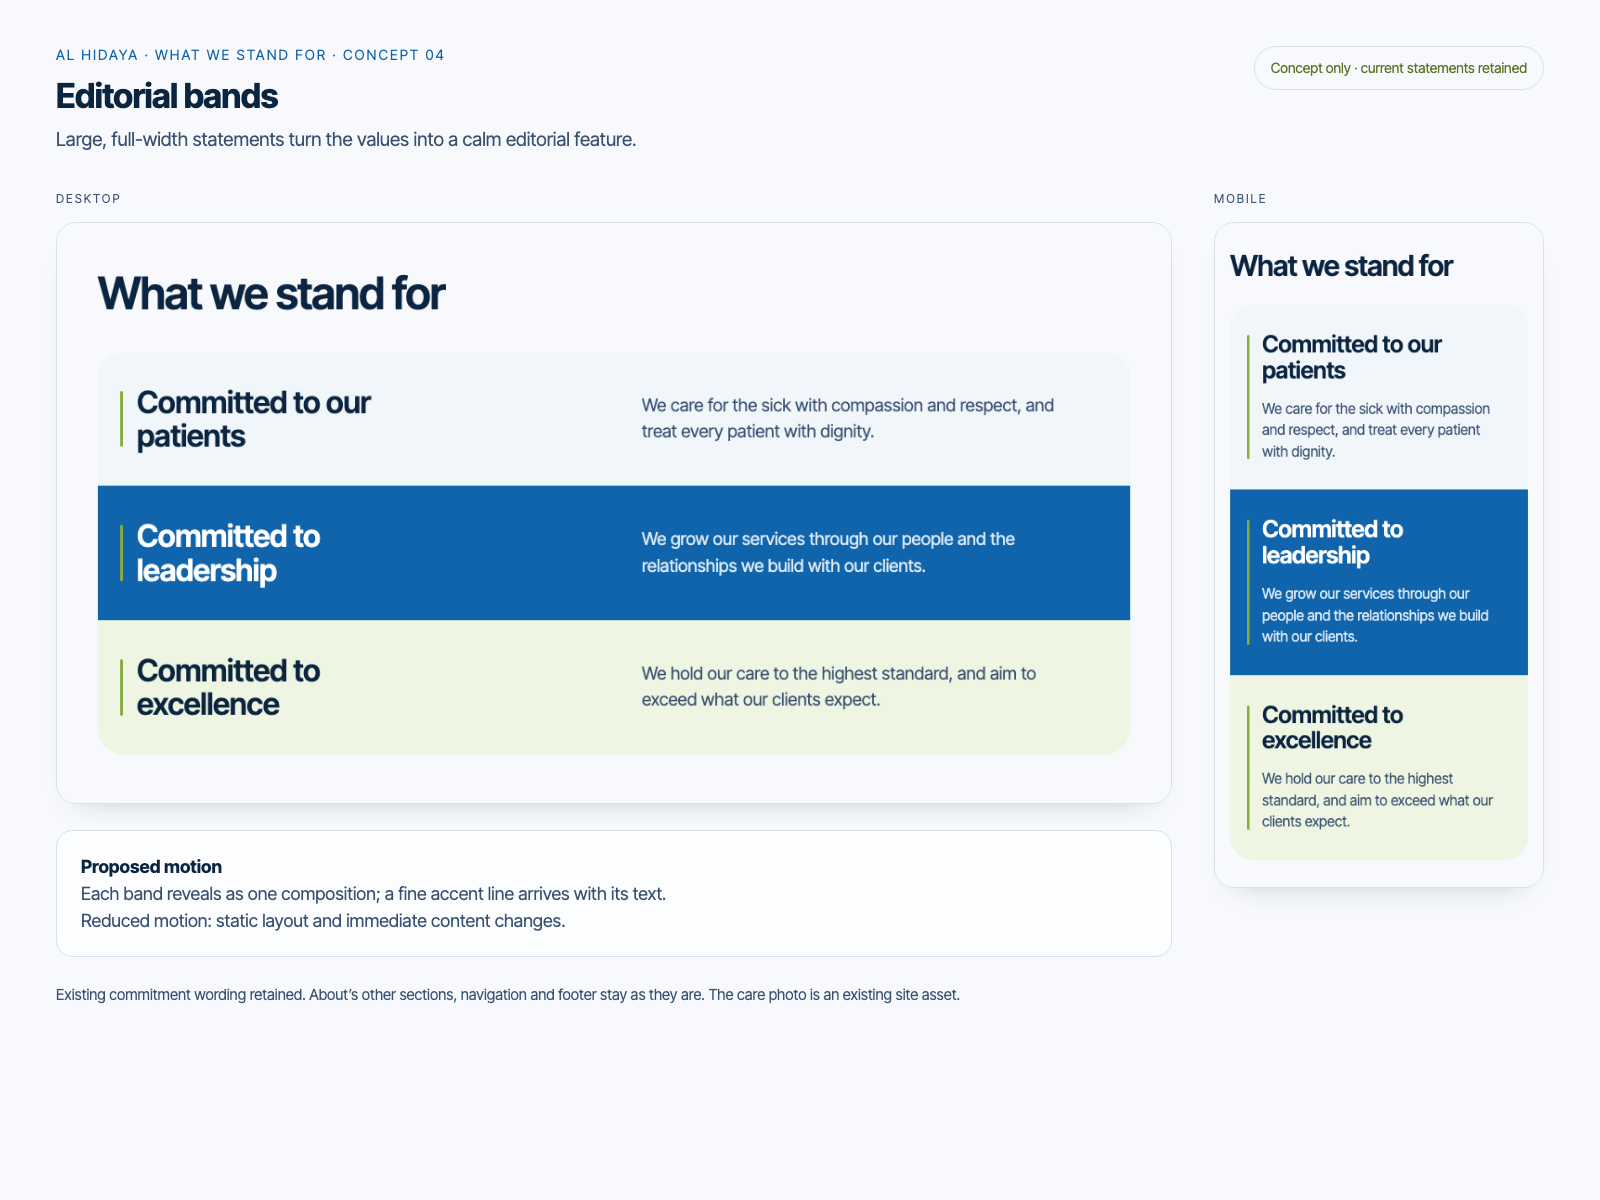 AL HIDAYA · WHAT WE STAND FOR · CONCEPT 04
Editorial bands
Large, full-width statements turn the values into a calm editorial feature.
Concept only · current statements retained
DESKTOP
What we stand for
Committed to our
patients
We care for the sick with compassion and respect, and
treat every patient with dignity.
Committed to
leadership
We grow our services through our people and the
relationships we build with our clients.
Committed to
excellence
We hold our care to the highest standard, and aim to
exceed what our clients expect.
MOBILE
What we stand for
Committed to our
patients
We care for the sick with compassion
and respect, and treat every patient
with dignity.
Committed to
leadership
We grow our services through our
people and the relationships we build
with our clients.
Committed to
excellence
We hold our care to the highest
standard, and aim to exceed what our
clients expect.
Proposed motion
Each band reveals as one composition; a fine accent line arrives with its text.
Reduced motion: static layout and immediate content changes.
Existing commitment wording retained. About’s other sections, navigation and footer stay as they are. The care photo is an existing site asset.